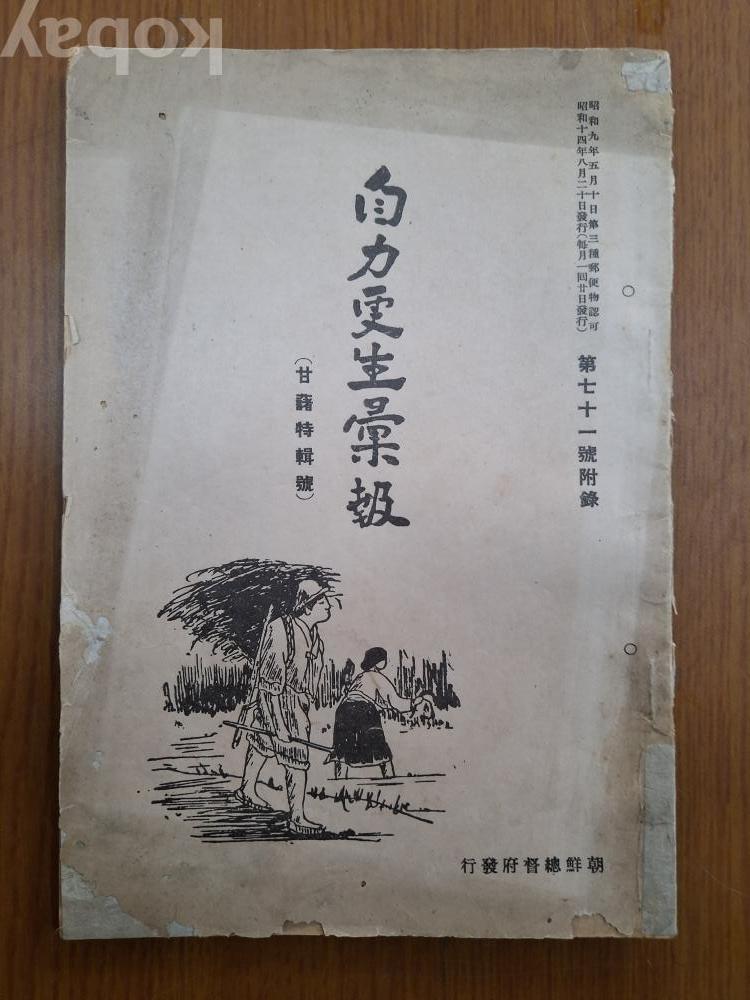 kobay
昭和九年五月十日第三種郵便物認可
昭和十四年八月二十日發行(每月一回廿日發行)
第七十一號附錄
自力更生彙報
(甘藷特輯號)
朝鮮總督府發行